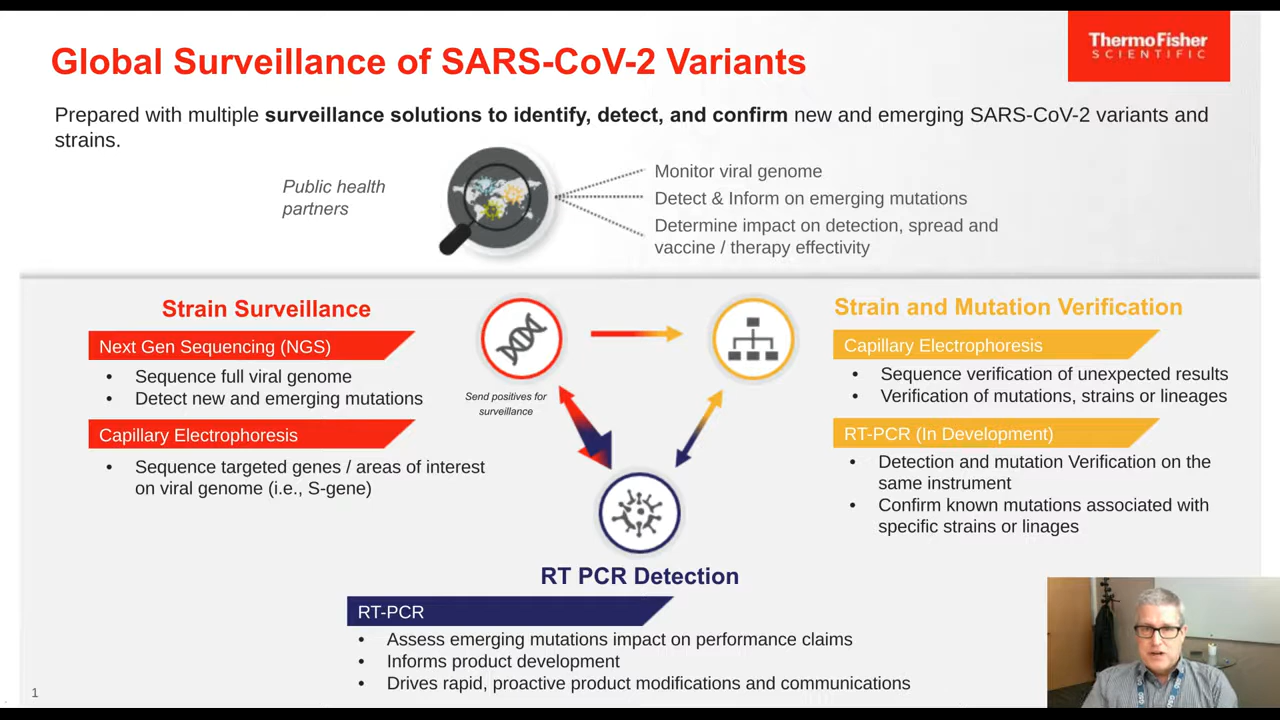 Global Surveillance of SARS-CoV-2 Variants
ThermoFisher
SCIENTIFIC
Prepared with multiple surveillance solutions to identify, detect, and confirm new and emerging SARS-CoV-2 variants and
strains.
Public health
partners
Monitor viral genome
Detect & Inform on emerging mutations
Determine impact on detection, spread and
vaccine / therapy effectivity
Strain Surveillance
Next Gen Sequencing (NGS)
• Sequence full viral genome
• Detect new and emerging mutations
Capillary Electrophoresis
• Sequence targeted genes / areas of interest
on viral genome (i.e., S-gene)
Send positives for
surveillance
Strain and Mutation Verification
Capillary Electrophoresis
• Sequence verification of unexpected results
• Verification of mutations, strains or lineages
RT-PCR (In Development)
• Detection and mutation Verification on the
same instrument
• Confirm known mutations associated with
specific strains or linages
RT PCR Detection
RT-PCR
• Assess emerging mutations impact on performance claims
• Informs product development
• Drives rapid, proactive product modifications and communications
1